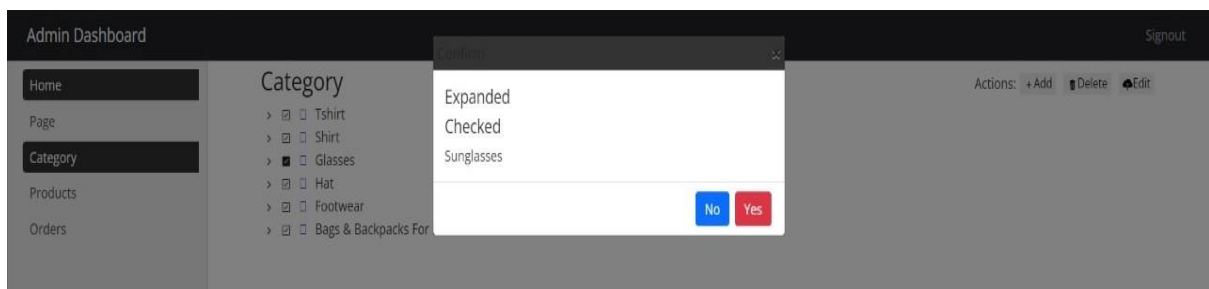 Admin Dashboard
Signout
Home
Page
Category
Products
Orders
Category
Tshirt
Shirt
Glasses
Hat
Footwear
Bags & Backpacks For
Actions: +Add Delete Edit
Confirm
×
Expanded
Checked
Sunglasses
No Yes